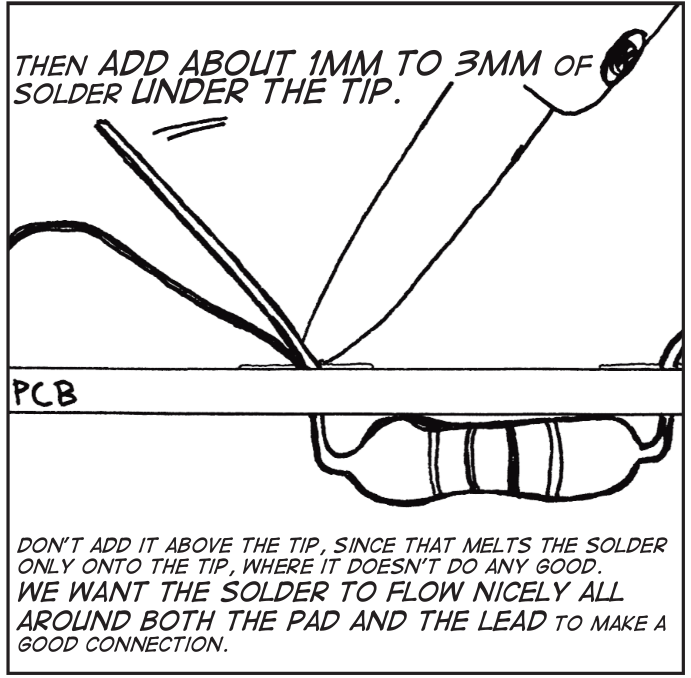 THEN ADD ABOUT 1MM TO 3MM OF
SOLDER UNDER THE TIP.
PCB
DON'T ADD IT ABOVE THE TIP, SINCE THAT MELTS THE SOLDER
ONLY ONTO THE TIP, WHERE IT DOESN'T DO ANY GOOD.
WE WANT THE SOLDER TO FLOW NICELY ALL
AROUND BOTH THE PAD AND THE LEAD TO MAKE A
GOOD CONNECTION.